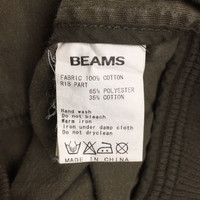 BEAMS
FABRIC 100% COTTON
RIB PART
65% POLYESTER
35% COTTON
Hand wash
Do not bleach
Warm iron
iron under damp cloth
Do not dryclean
MADE IN CHINA